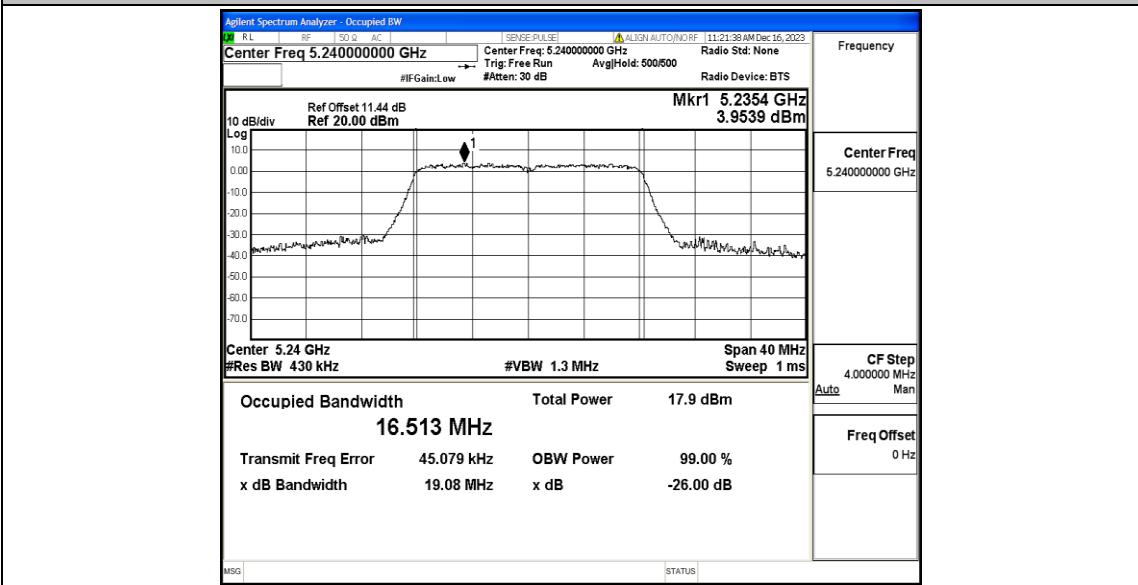 Agilent Spectrum Analyzer - Occupied BW
RL RF 50 Ω AC SENSE:PULSE ALIGN AUTO/NO RF 11:21:38 AM Dec 16, 2023
Center Freq 5.240000000 GHz
Center Freq: 5.240000000 GHz
Radio Std: None
Trig: Free Run Avg|Hold: 500/500
#IFGain:Low #Atten: 30 dB Radio Device: BTS
Frequency
Ref Offset 11.44 dB
10 dB/div Ref 20.00 dBm
Mkr1 5.2354 GHz
3.9539 dBm
Log
10.0
0.00
-10.0
-20.0
-30.0
-40.0
-50.0
-60.0
-70.0
1
Center 5.24 GHz Span 40 MHz
#Res BW 430 kHz #VBW 1.3 MHz Sweep 1 ms
Occupied Bandwidth Total Power 17.9 dBm
16.513 MHz
Transmit Freq Error 45.079 kHz OBW Power 99.00 %
x dB Bandwidth 19.08 MHz x dB -26.00 dB
Center Freq
5.240000000 GHz
CF Step
4.000000 MHz
Auto Man
Freq Offset
0 Hz
MSG STATUS